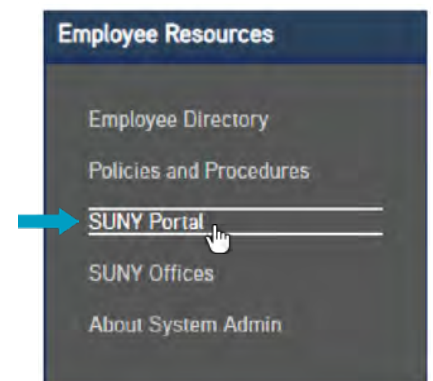 Employee Resources
Employee Directory
Policies and Procedures
SUNY Portal
SUNY Offices
About System Admin